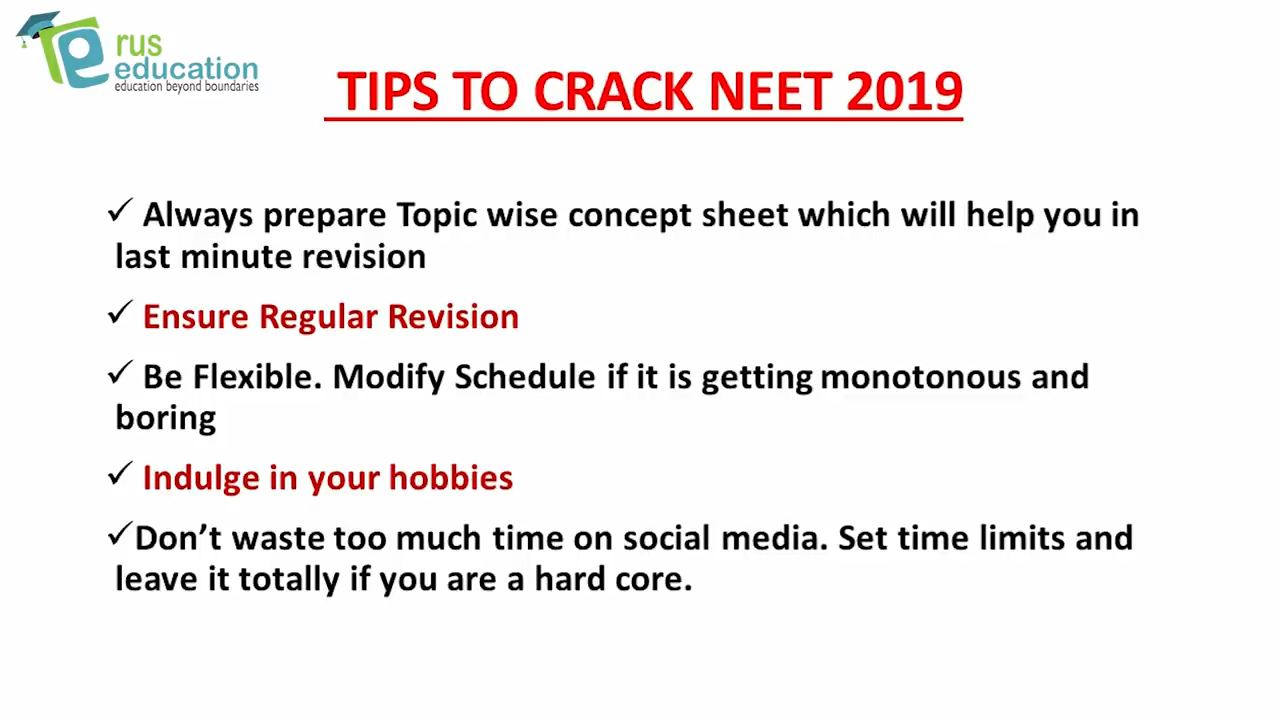 rus
education
education beyond boundaries
TIPS TO CRACK NEET 2019
✓ Always prepare Topic wise concept sheet which will help you in
last minute revision
✓ Ensure Regular Revision
✓ Be Flexible. Modify Schedule if it is getting monotonous and
boring
✓ Indulge in your hobbies
✓Don’t waste too much time on social media. Set time limits and
leave it totally if you are a hard core.